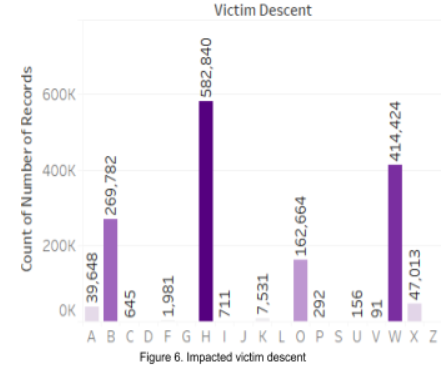 Victim Descent
Count of Number of Records
600K
400K
200K
0K
39,648
269,782
645
1,981
582,840
711
7,531
162,664
292
156
91
414,424
47,013
A B C D F G H I J K L O P S U V W X Z
Figure 6. Impacted victim descent